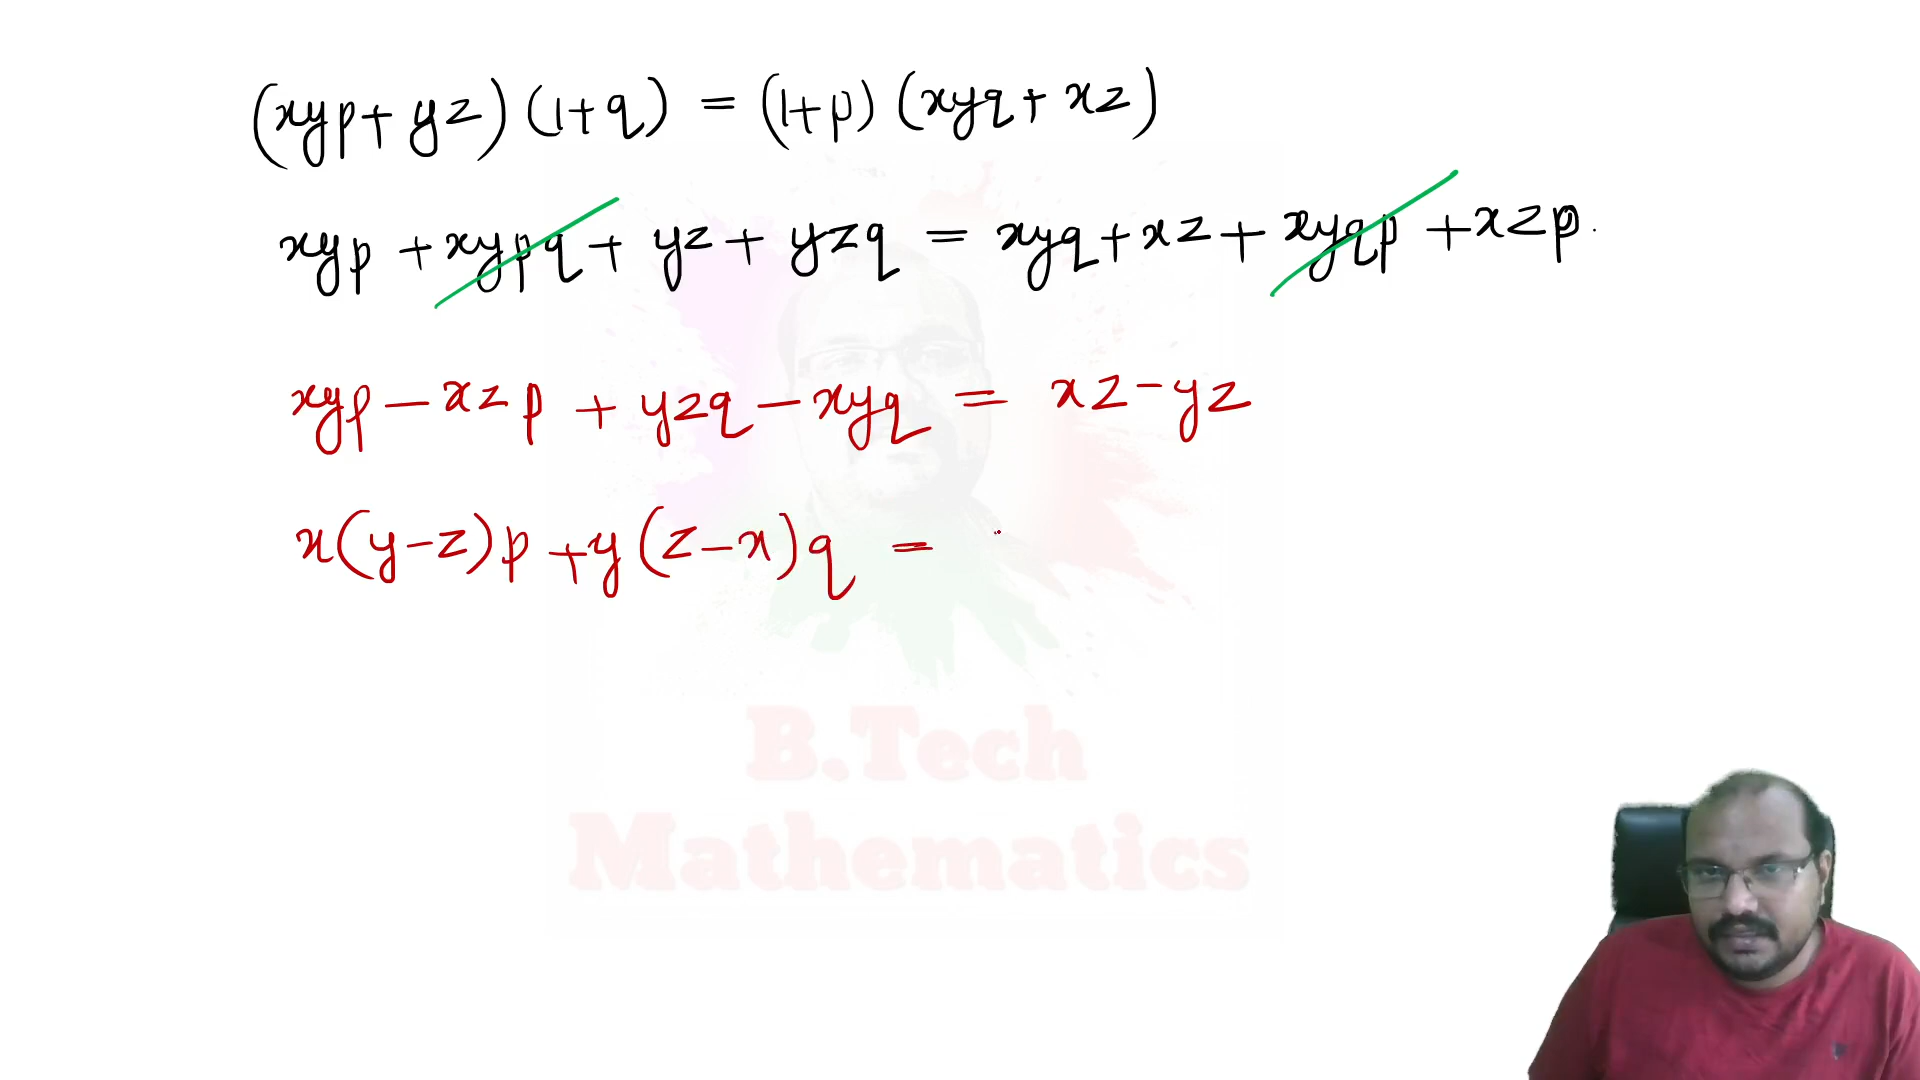 (xyp + yz) (1+q) = (1+p) (xyq + xz)
xyp + xypq + yz + yzq = xyq + xz + xyqp + xzp.
xyp - xzp + yzq - xyq = xz - yz
x(y-z)p + y(z-x)q =
B.Tech
Mathematics